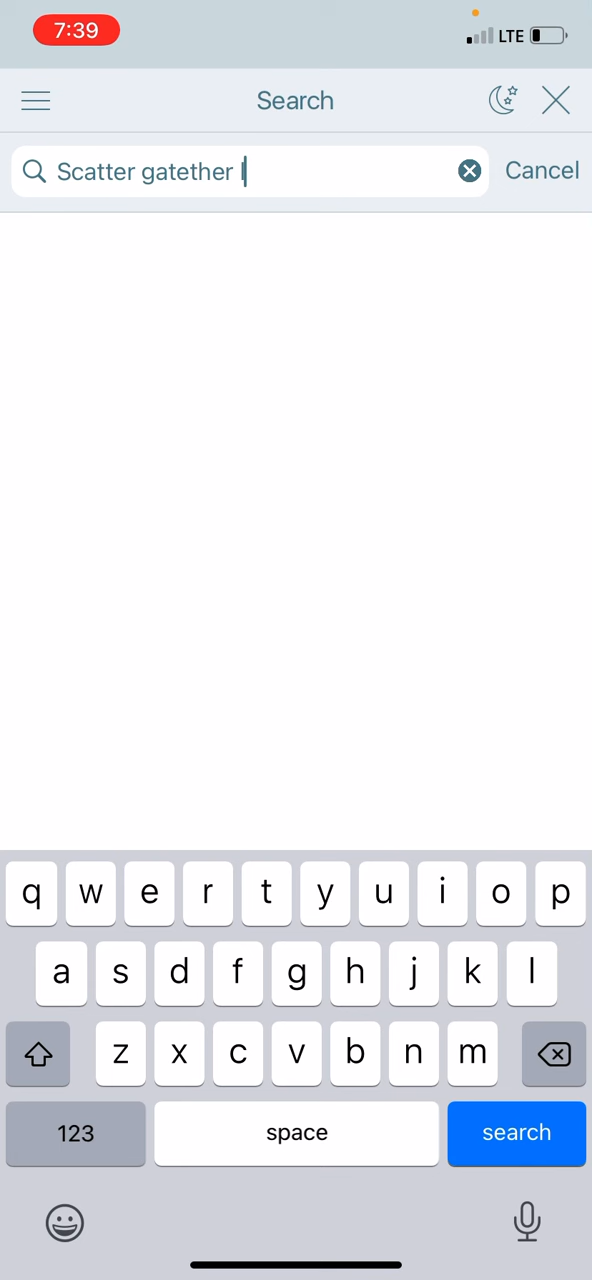 7:39
LTE
Search
Scatter gatether l
Cancel
q w e r t y u i o p
a s d f g h j k l
z x c v b n m
123 space search